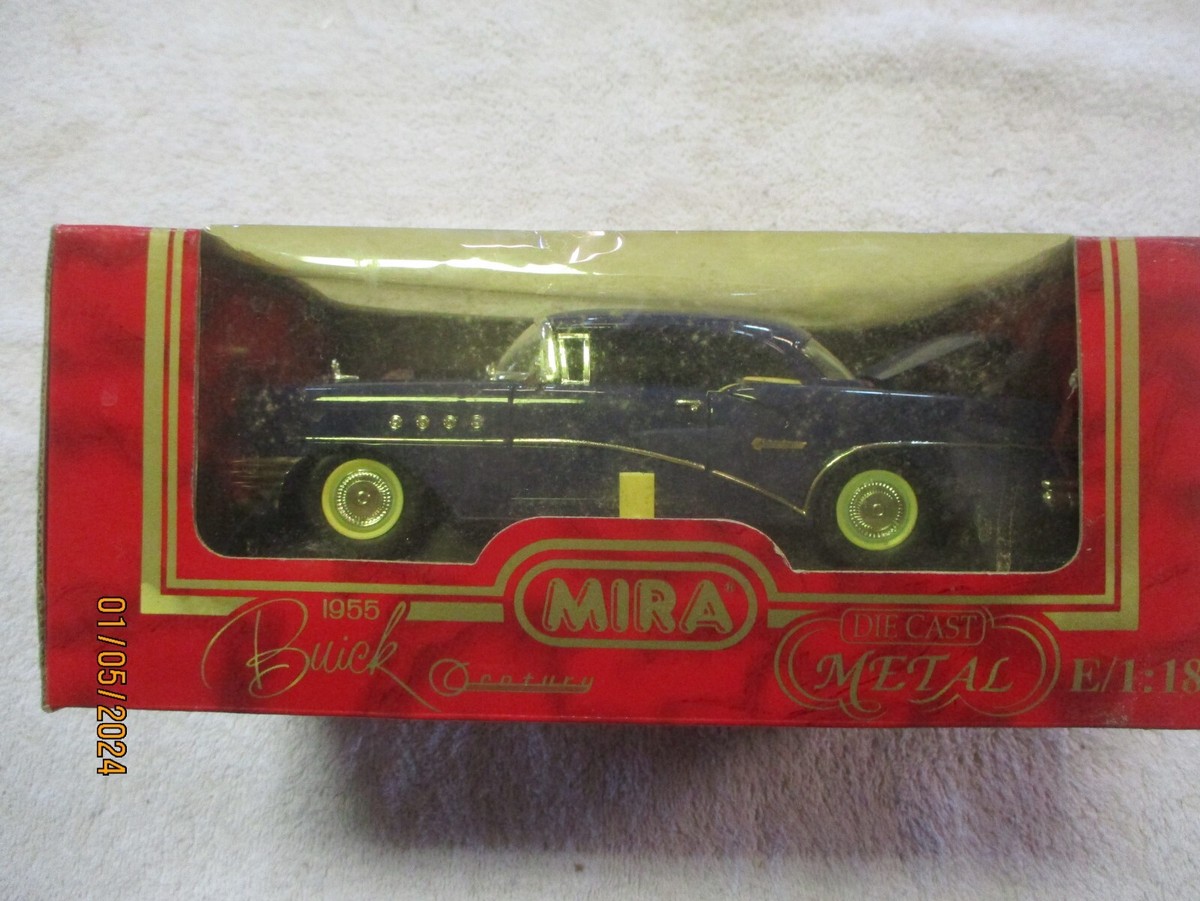 1955
Buick
Century
MIRA®
DIE CAST
METAL
E/1:18
01/05/2024